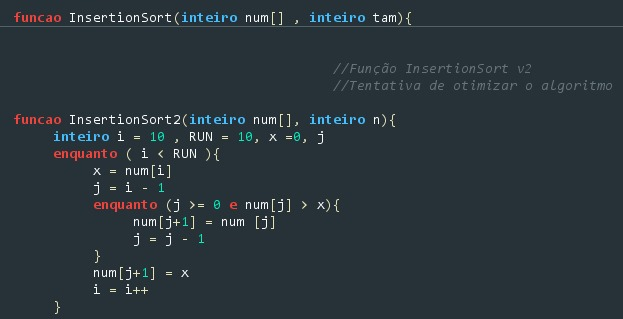 funcao InsertionSort(inteiro num[] , inteiro tam){
//Função InsertionSort v2
//Tentativa de otimizar o algoritmo
funcao InsertionSort2(inteiro num[], inteiro n){
inteiro i = 10 , RUN = 10, x =0, j
enquanto ( i < RUN ){
x = num[i]
j = i - 1
enquanto (j >= 0 e num[j] > x){
num[j+1] = num [j]
j = j - 1
}
num[j+1] = x
i = i++
}